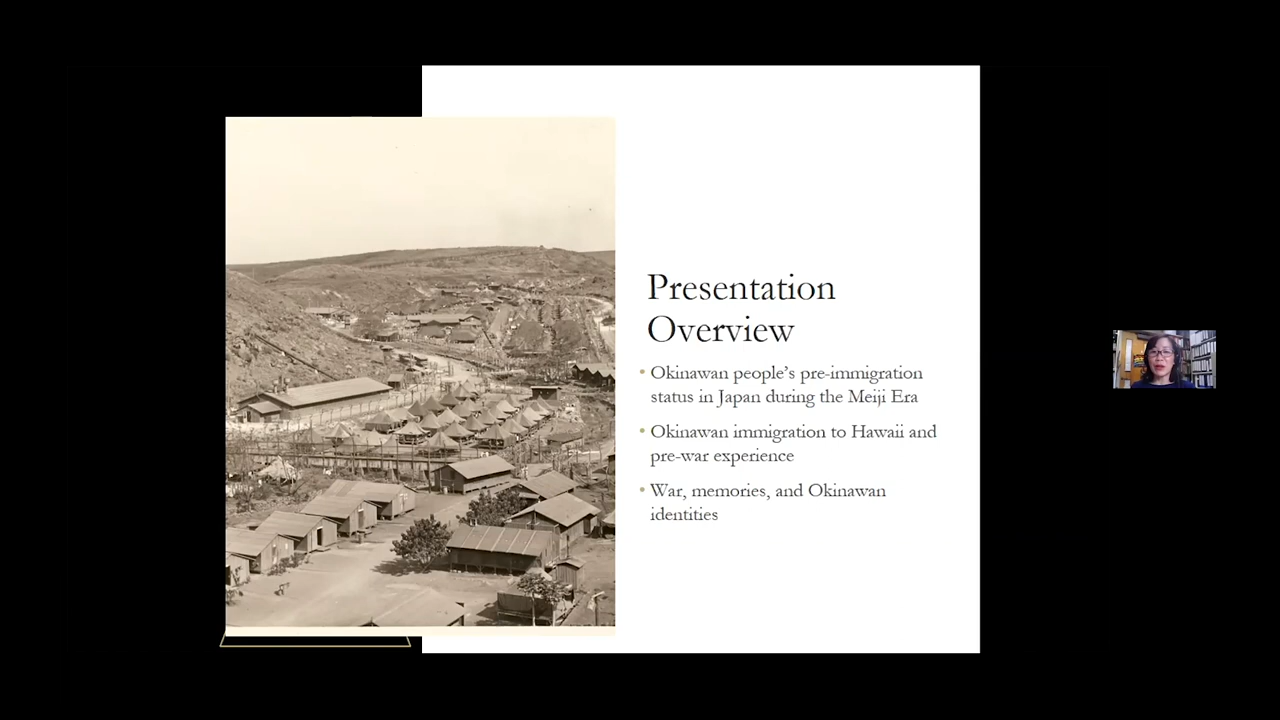 Presentation
Overview
• Okinawan people's pre-immigration
status in Japan during the Meiji Era
• Okinawan immigration to Hawaii and
pre-war experience
• War, memories, and Okinawan
identities